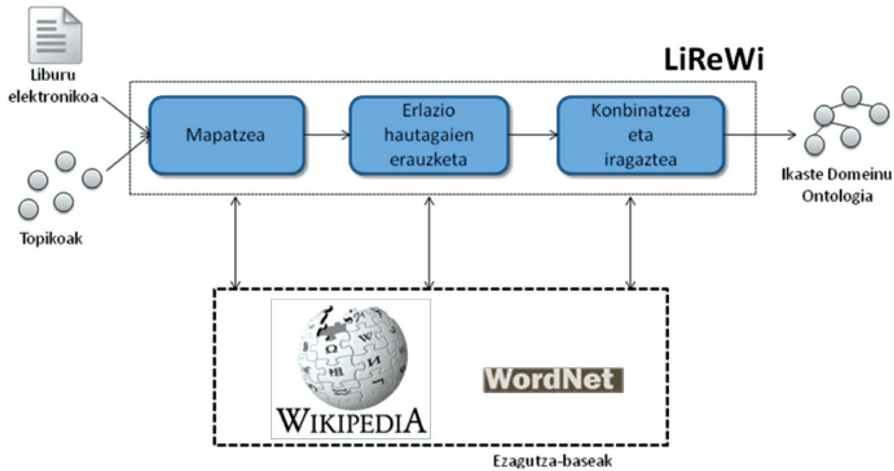 LiReWi
Liburu
elektronikoa
Topikoak
Mapatzea
Erlazio
hautagaien
erauzketa
Konbinatzea
eta
iragaztea
Ikaste Domeinu
Ontologia
WIKIPEDIA
WordNet
Ezagutza-baseak